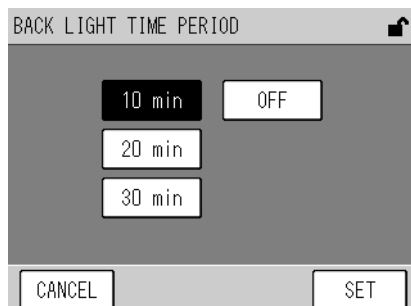 BACK LIGHT TIME PERIOD
10 min OFF
20 min
30 min
CANCEL SET